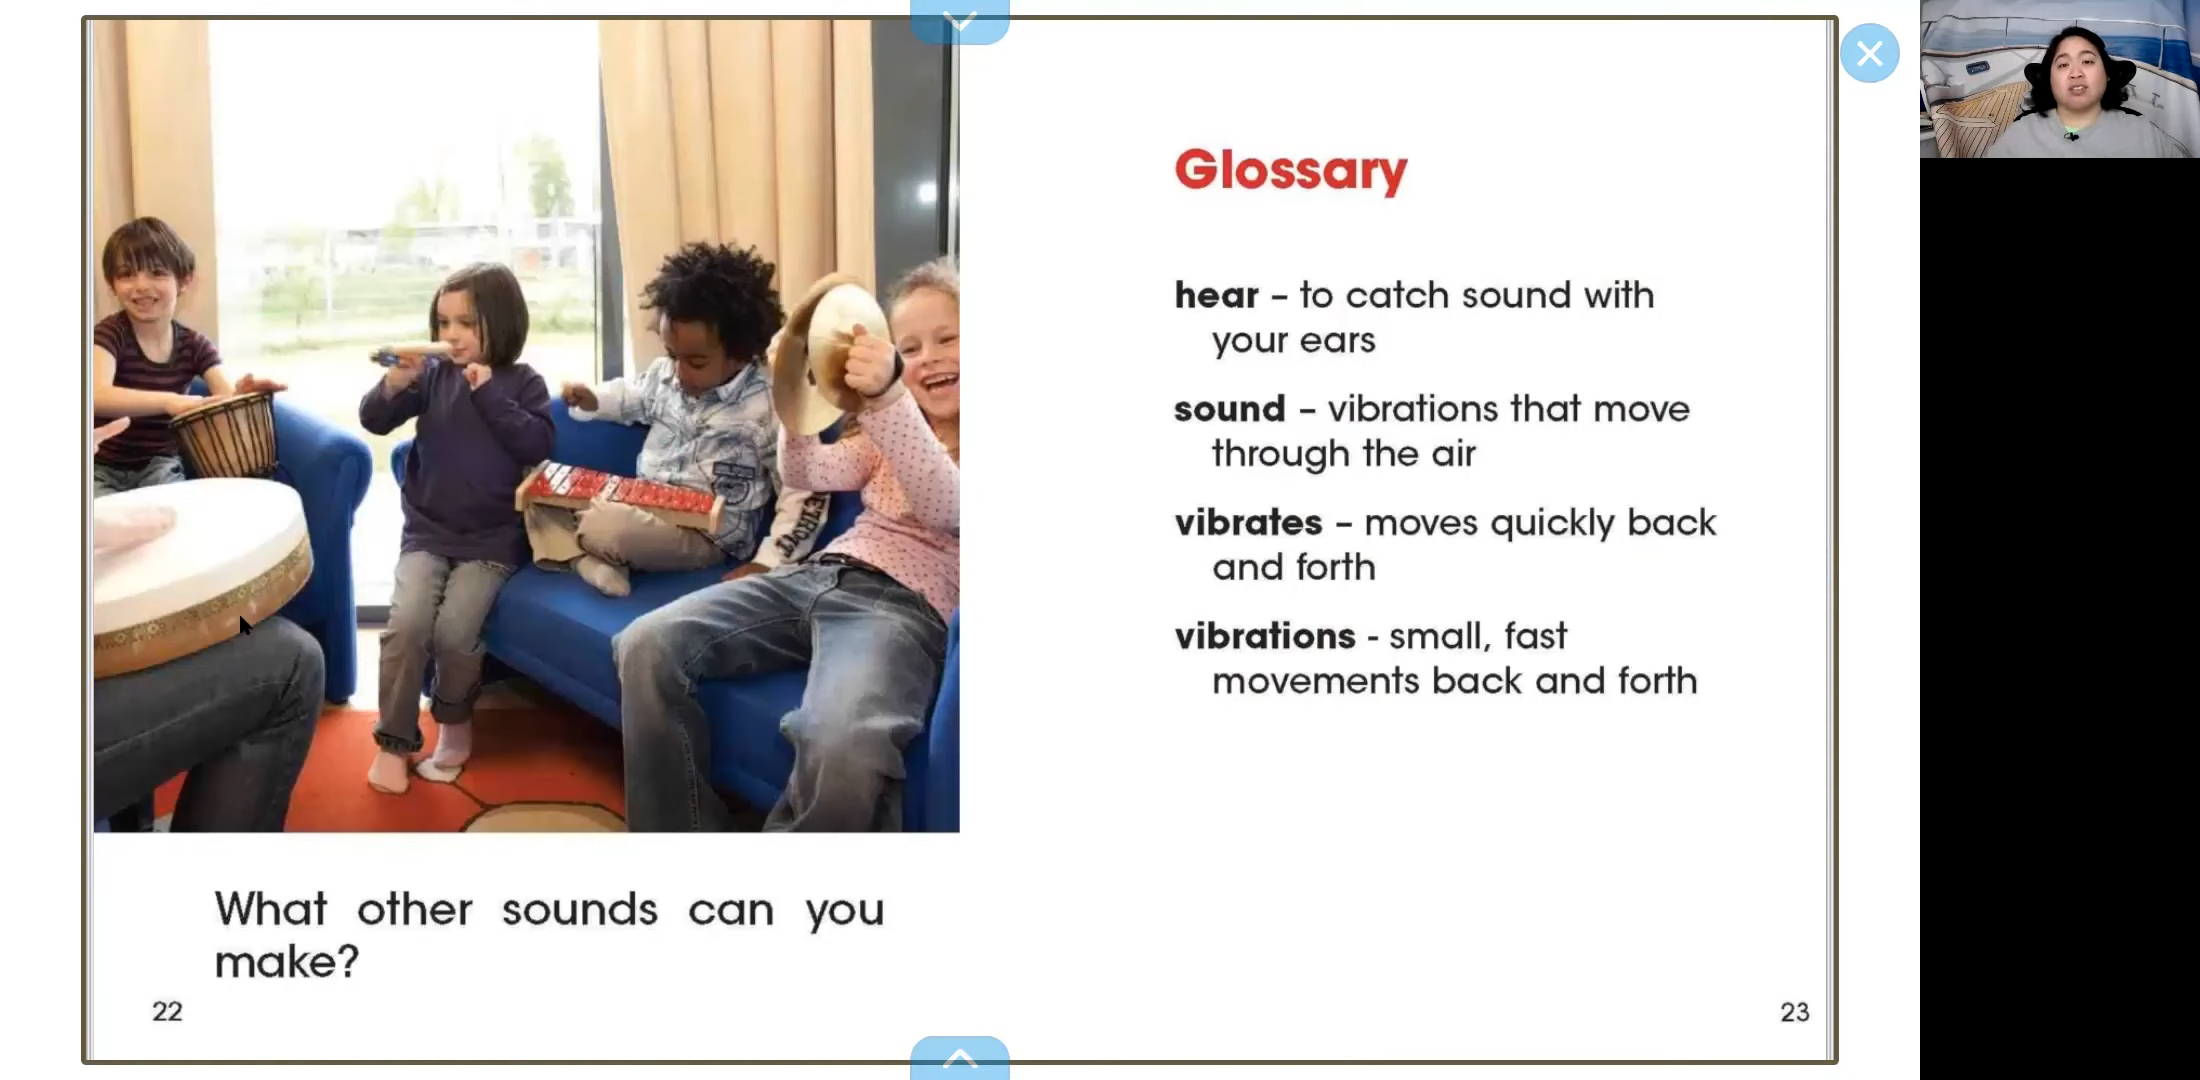 What other sounds can you
make?
22
Glossary
hear – to catch sound with
your ears
sound – vibrations that move
through the air
vibrates – moves quickly back
and forth
vibrations - small, fast
movements back and forth
23